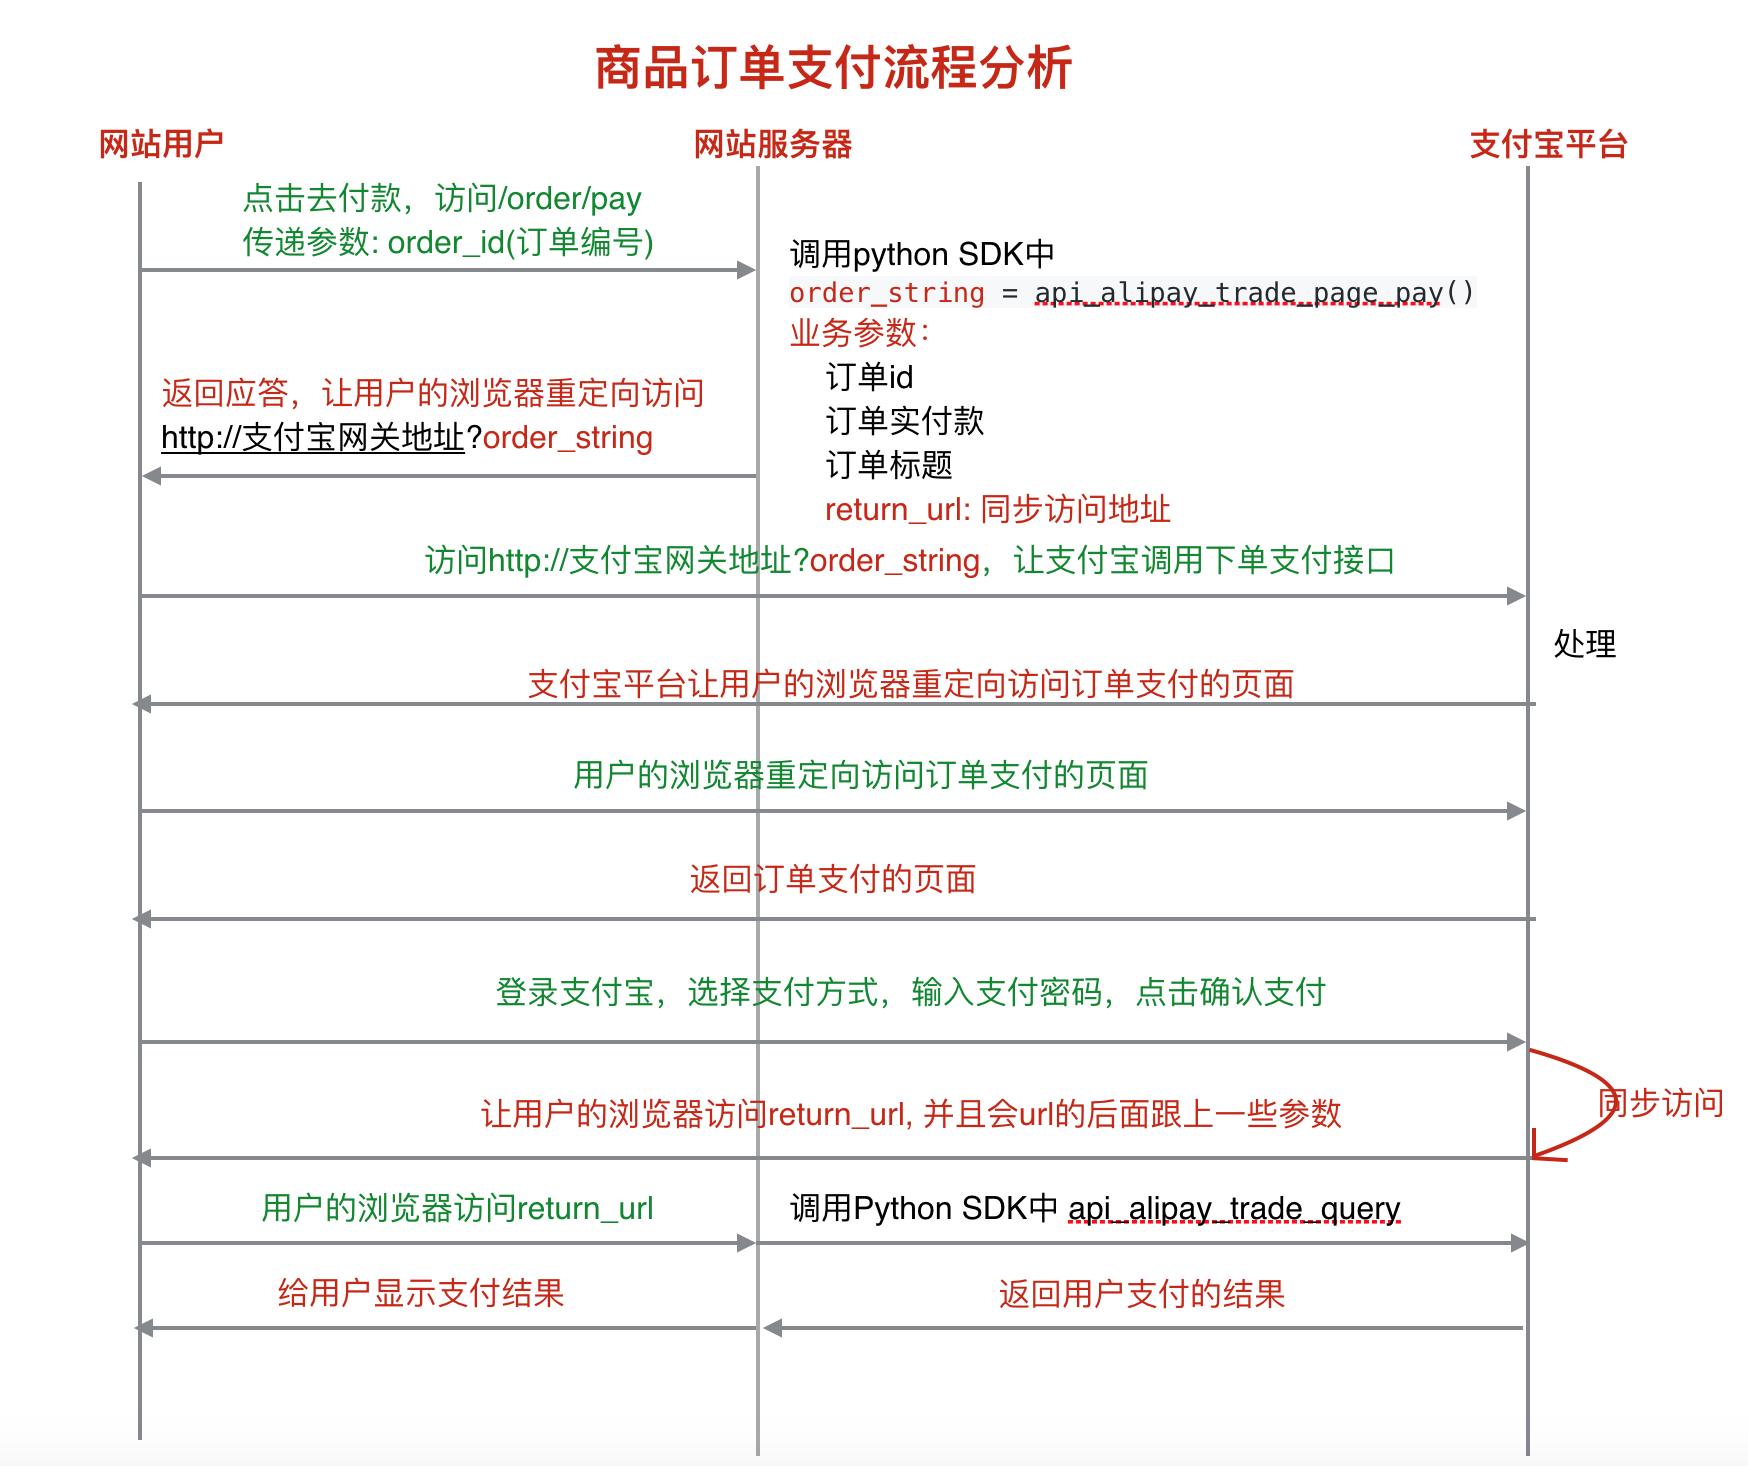 商品订单支付流程分析
网站用户
网站服务器
支付宝平台
点击去付款，访问/order/pay
传递参数: order_id(订单编号)
调用python SDK中
order_string = api_alipay_trade_page_pay()
业务参数：
订单id
订单实付款
订单标题
return_url: 同步访问地址
返回应答，让用户的浏览器重定向访问
http://支付宝网关地址?order_string
访问http://支付宝网关地址?order_string，让支付宝调用下单支付接口
处理
支付宝平台让用户的浏览器重定向访问订单支付的页面
用户的浏览器重定向访问订单支付的页面
返回订单支付的页面
登录支付宝，选择支付方式，输入支付密码，点击确认支付
同步访问
让用户的浏览器访问return_url, 并且会url的后面跟上一些参数
用户的浏览器访问return_url
调用Python SDK中 api_alipay_trade_query
给用户显示支付结果
返回用户支付的结果